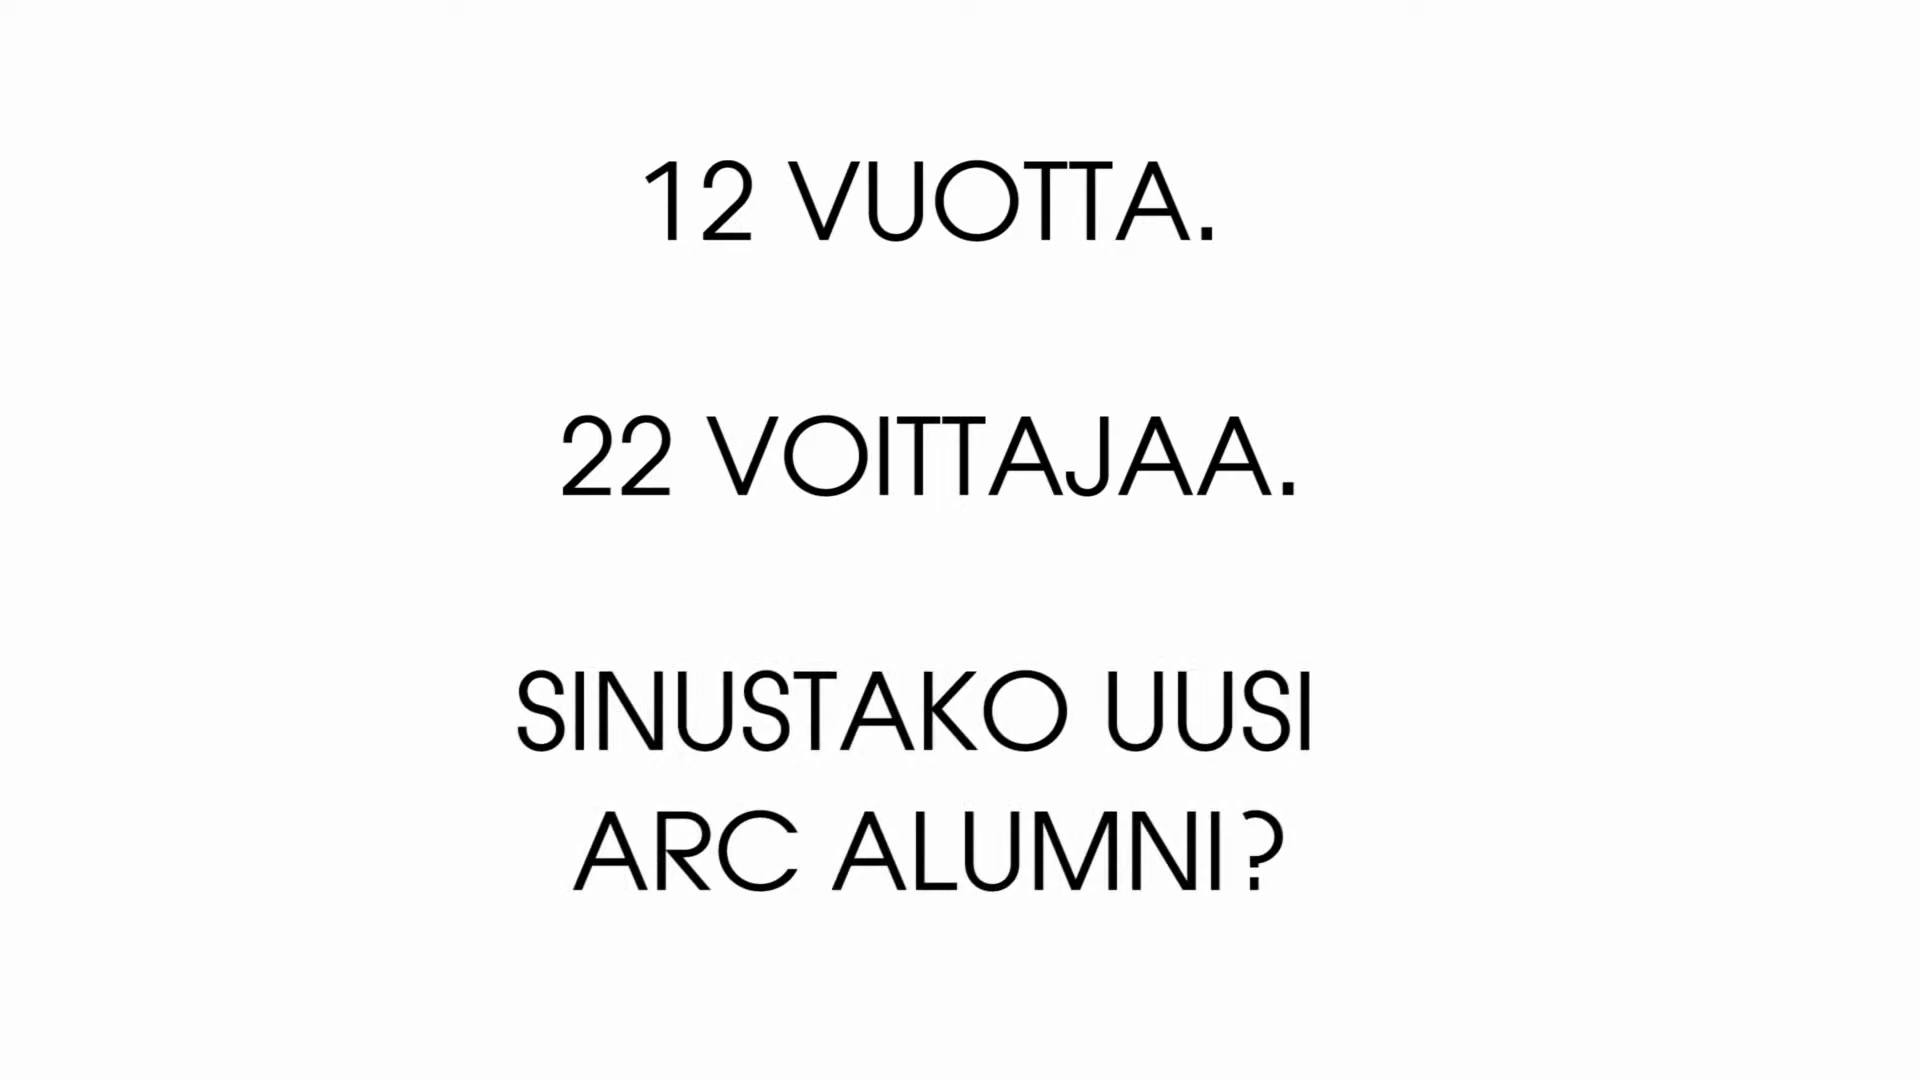 12 VUOTTA.
22 VOITTAJAA.
SINUSTAKO UUSI
ARC ALUMNI?